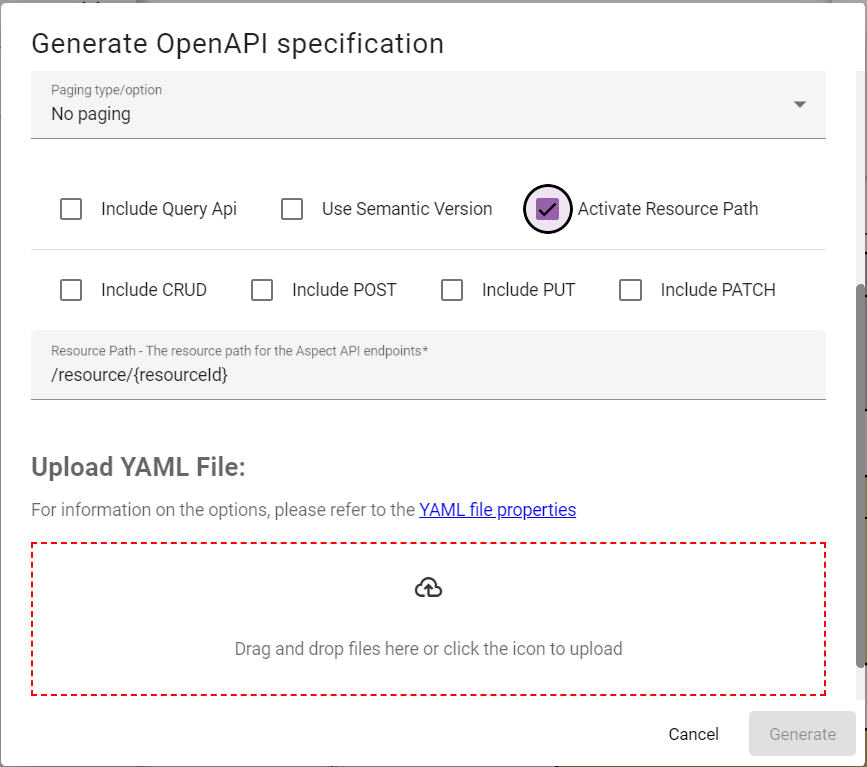 Generate OpenAPI specification
Paging type/option
No paging
Include Query Api
Use Semantic Version
Activate Resource Path
Include CRUD
Include POST
Include PUT
Include PATCH
Resource Path - The resource path for the Aspect API endpoints*
/resource/{resourceId}
Upload YAML File:
For information on the options, please refer to the YAML file properties
Drag and drop files here or click the icon to upload
Cancel
Generate